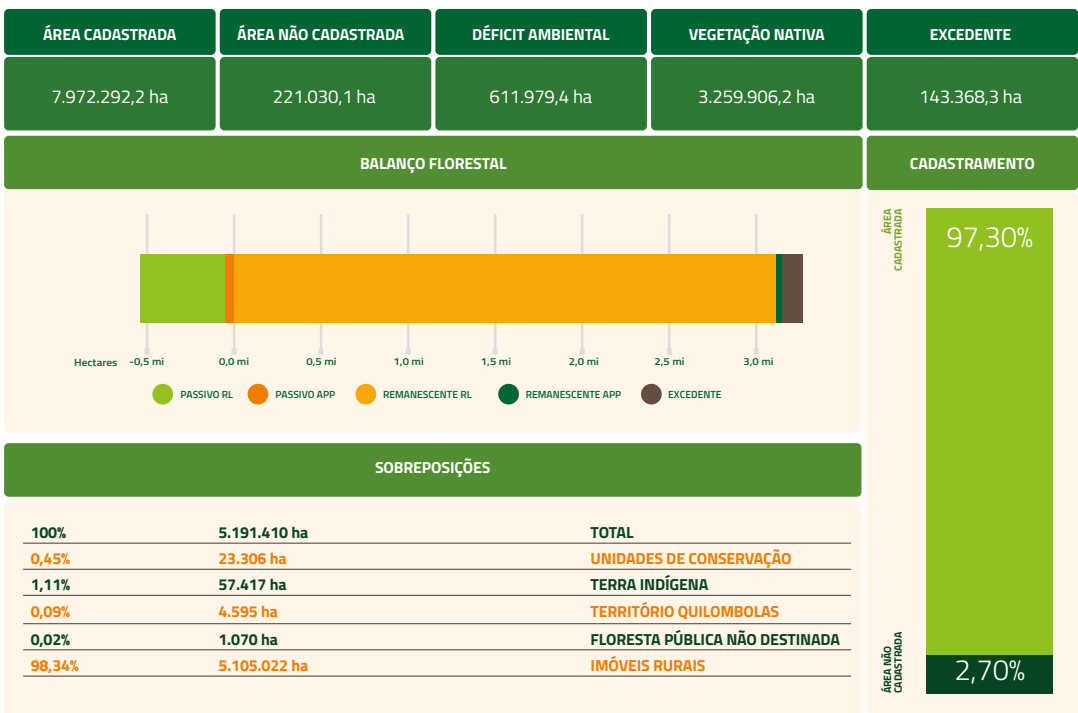 ÁREA CADASTRADA
ÁREA NÃO CADASTRADA
DÉFICIT AMBIENTAL
VEGETAÇÃO NATIVA
EXCEDENTE
7.972.292,2 ha
221.030,1 ha
611.979,4 ha
3.259.906,2 ha
143.368,3 ha
BALANÇO FLORESTAL
Hectares
-0,5 mi
0,0 mi
0,5 mi
1,0 mi
1,5 mi
2,0 mi
2,5 mi
3,0 mi
PASSIVO RL
PASSIVO APP
REMANESCENTE RL
REMANESCENTE APP
EXCEDENTE
CADASTRAMENTO
ÁREA
CADASTRADA
97,30%
ÁREA NÃO
CADASTRADA
2,70%
SOBREPOSIÇÕES
100% 5.191.410 ha TOTAL
0,45% 23.306 ha UNIDADES DE CONSERVAÇÃO
1,11% 57.417 ha TERRA INDÍGENA
0,09% 4.595 ha TERRITÓRIO QUILOMBOLAS
0,02% 1.070 ha FLORESTA PÚBLICA NÃO DESTINADA
98,34% 5.105.022 ha IMÓVEIS RURAIS